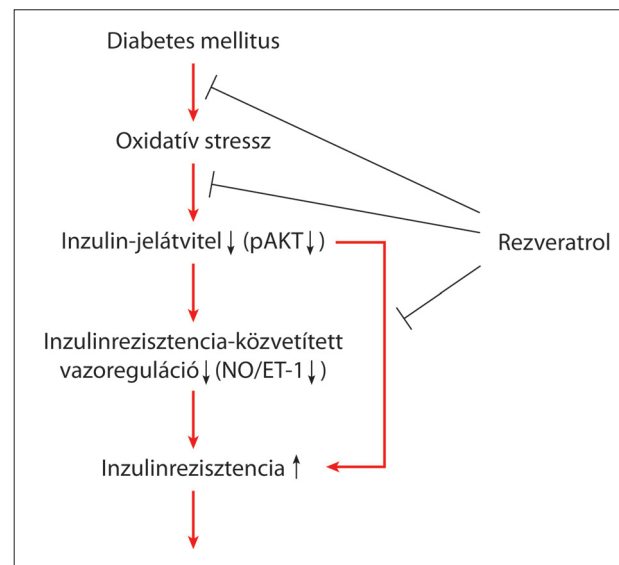 Diabetes mellitus
Oxidatív stressz
Inzulin-jelátvitel↓(pAKT↓)
Rezveratrol
Inzulinrezisztencia-közvetített
vazoreguláció↓(NO/ET-1↓)
Inzulinrezisztencia↑